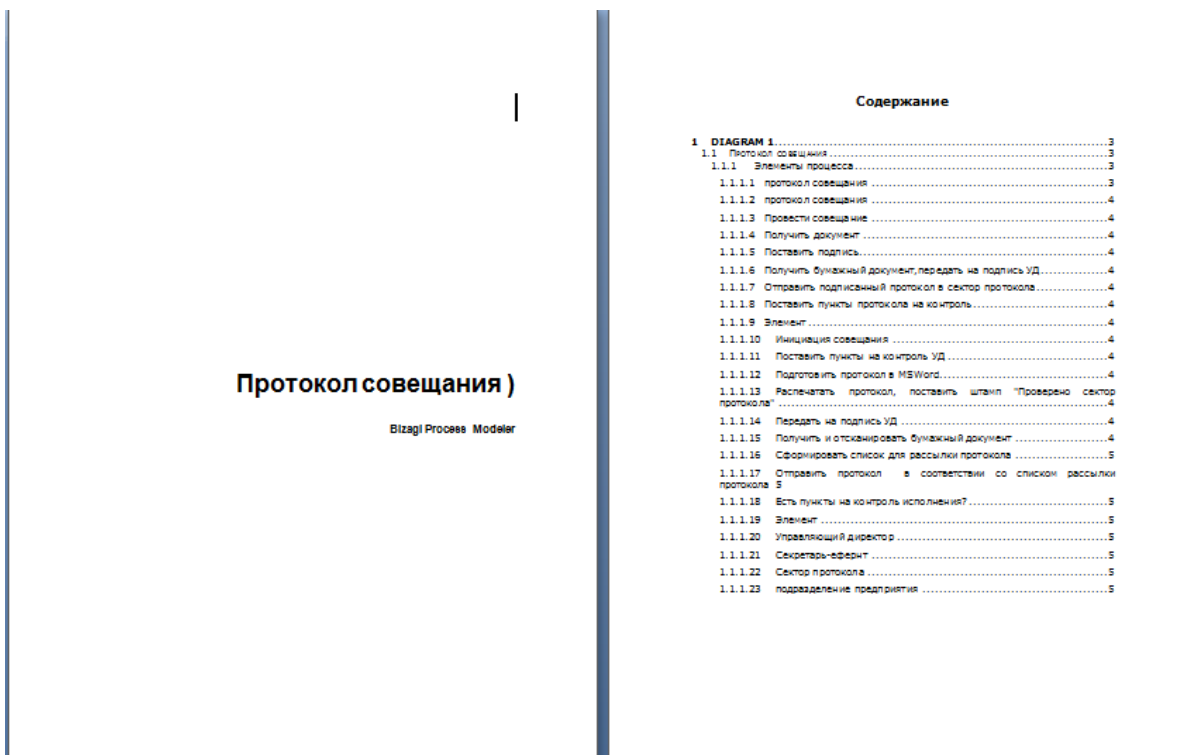 Протокол совещания )
Bizagi Process Modeler
Содержание
1 DIAGRAM 1 3
1.1 Протокол совещания 3
1.1.1 Элементы процесса 3
1.1.1.1 протокол совещания 3
1.1.1.2 протокол совещания 4
1.1.1.3 Провести совещание 4
1.1.1.4 Получить документ 4
1.1.1.5 Поставить подпись 4
1.1.1.6 Получить бумажный документ,передать на подпись УД 4
1.1.1.7 Отправить подписанный протокол в сектор протокола 4
1.1.1.8 Поставить пункты протокола на контроль 4
1.1.1.9 Элемент 4
1.1.1.10 Инициация совещания 4
1.1.1.11 Поставить пункты на контроль УД 4
1.1.1.12 Подготовить протокол в MSWord 4
1.1.1.13 Распечатать протокол, поставить штамп "Проверено сектор
протокола" 4
1.1.1.14 Передать на подпись УД 4
1.1.1.15 Получить и отсканировать бумажный документ 4
1.1.1.16 Сформировать список для рассылки протокола 5
1.1.1.17 Отправить протокол в соответствии со списком рассылки
протокола 5
1.1.1.18 Есть пункты на контроль исполнения? 5
1.1.1.19 Элемент 5
1.1.1.20 Управляющий директор 5
1.1.1.21 Секретарь-ефернт 5
1.1.1.22 Сектор протокола 5
1.1.1.23 подразделение предприятия 5